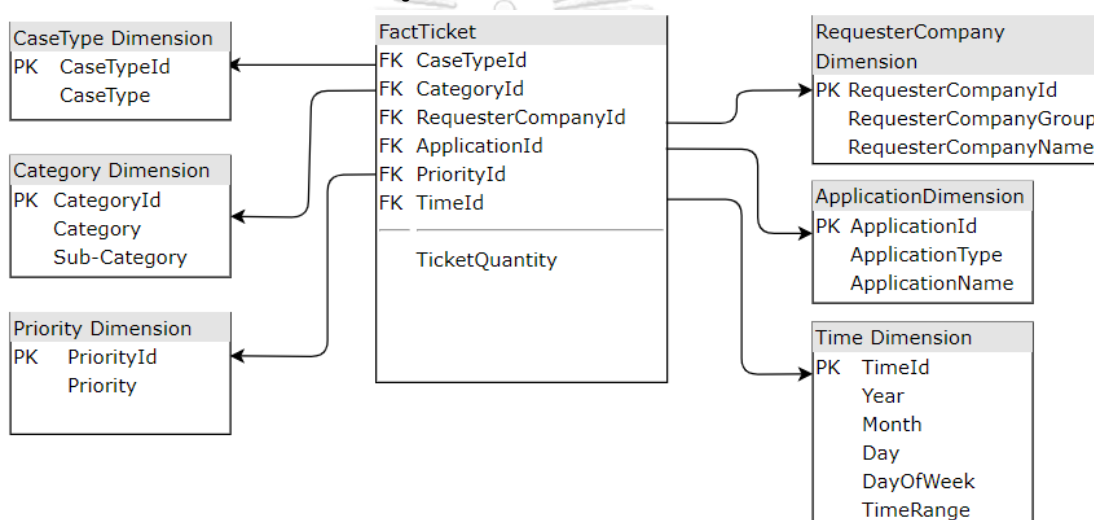 CaseType Dimension
PK CaseTypeId
CaseType
Category Dimension
PK CategoryId
Category
Sub-Category
Priority Dimension
PK PriorityId
Priority
FactTicket
FK CaseTypeId
FK CategoryId
FK RequesterCompanyId
FK ApplicationId
FK PriorityId
FK TimeId
TicketQuantity
RequesterCompany
Dimension
PK RequesterCompanyId
RequesterCompanyGroup
RequesterCompanyName
ApplicationDimension
PK ApplicationId
ApplicationType
ApplicationName
Time Dimension
PK TimeId
Year
Month
Day
DayOfWeek
TimeRange